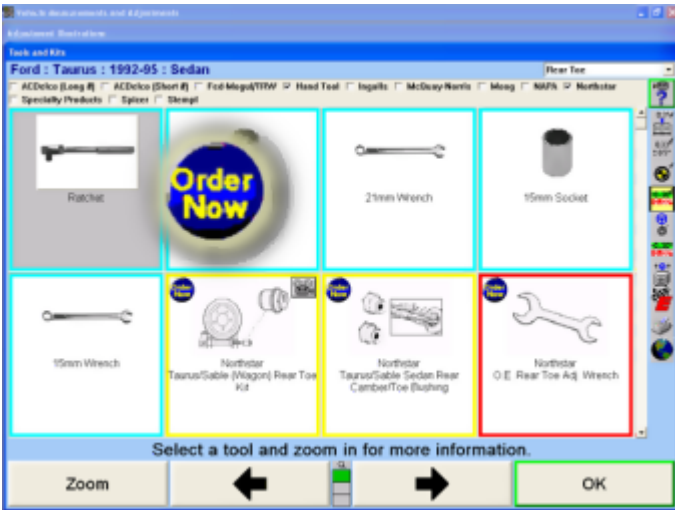 Vehicle Measurements and Adjustments
Adjustment Illustrations
Tools and Kits
Ford : Taurus : 1992-95 : Sedan
Rear Toe
ACDelco (Long #) ACDelco (Short #) Fed-Mogul/TRW Hand Tool Ingalls McQuay-Norris Moog NAPA Northstar
Specialty Products Spicer Stempf
Ratchet
Order
Now
21mm Wrench
15mm Socket
15mm Wrench
Order
Now
Northstar
Taurus/Sable (Wagon) Rear Toe
Kit
Order
Now
Northstar
Taurus/Sable Sedan Rear
Camber/Toe Bushing
Order
Now
Northstar
O.E. Rear Toe Adj. Wrench
Select a tool and zoom in for more information.
Zoom
OK